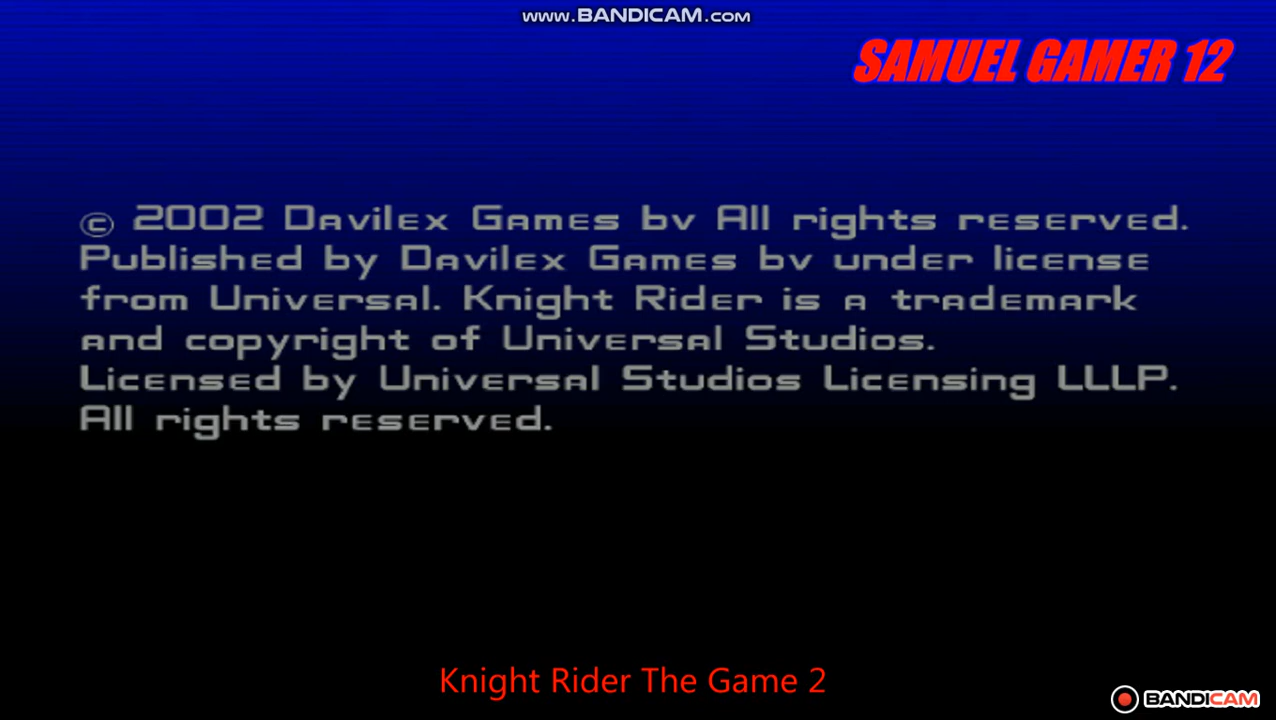 www.BANDICAM.com
SAMUEL GAMER 12
© 2002 Davilex Games bv All rights reserved.
Published by Davilex Games bv under license
from Universal. Knight Rider is a trademark
and copyright of Universal Studios.
Licensed by Universal Studios Licensing LLLP.
All rights reserved.
Knight Rider The Game 2
BANDICAM